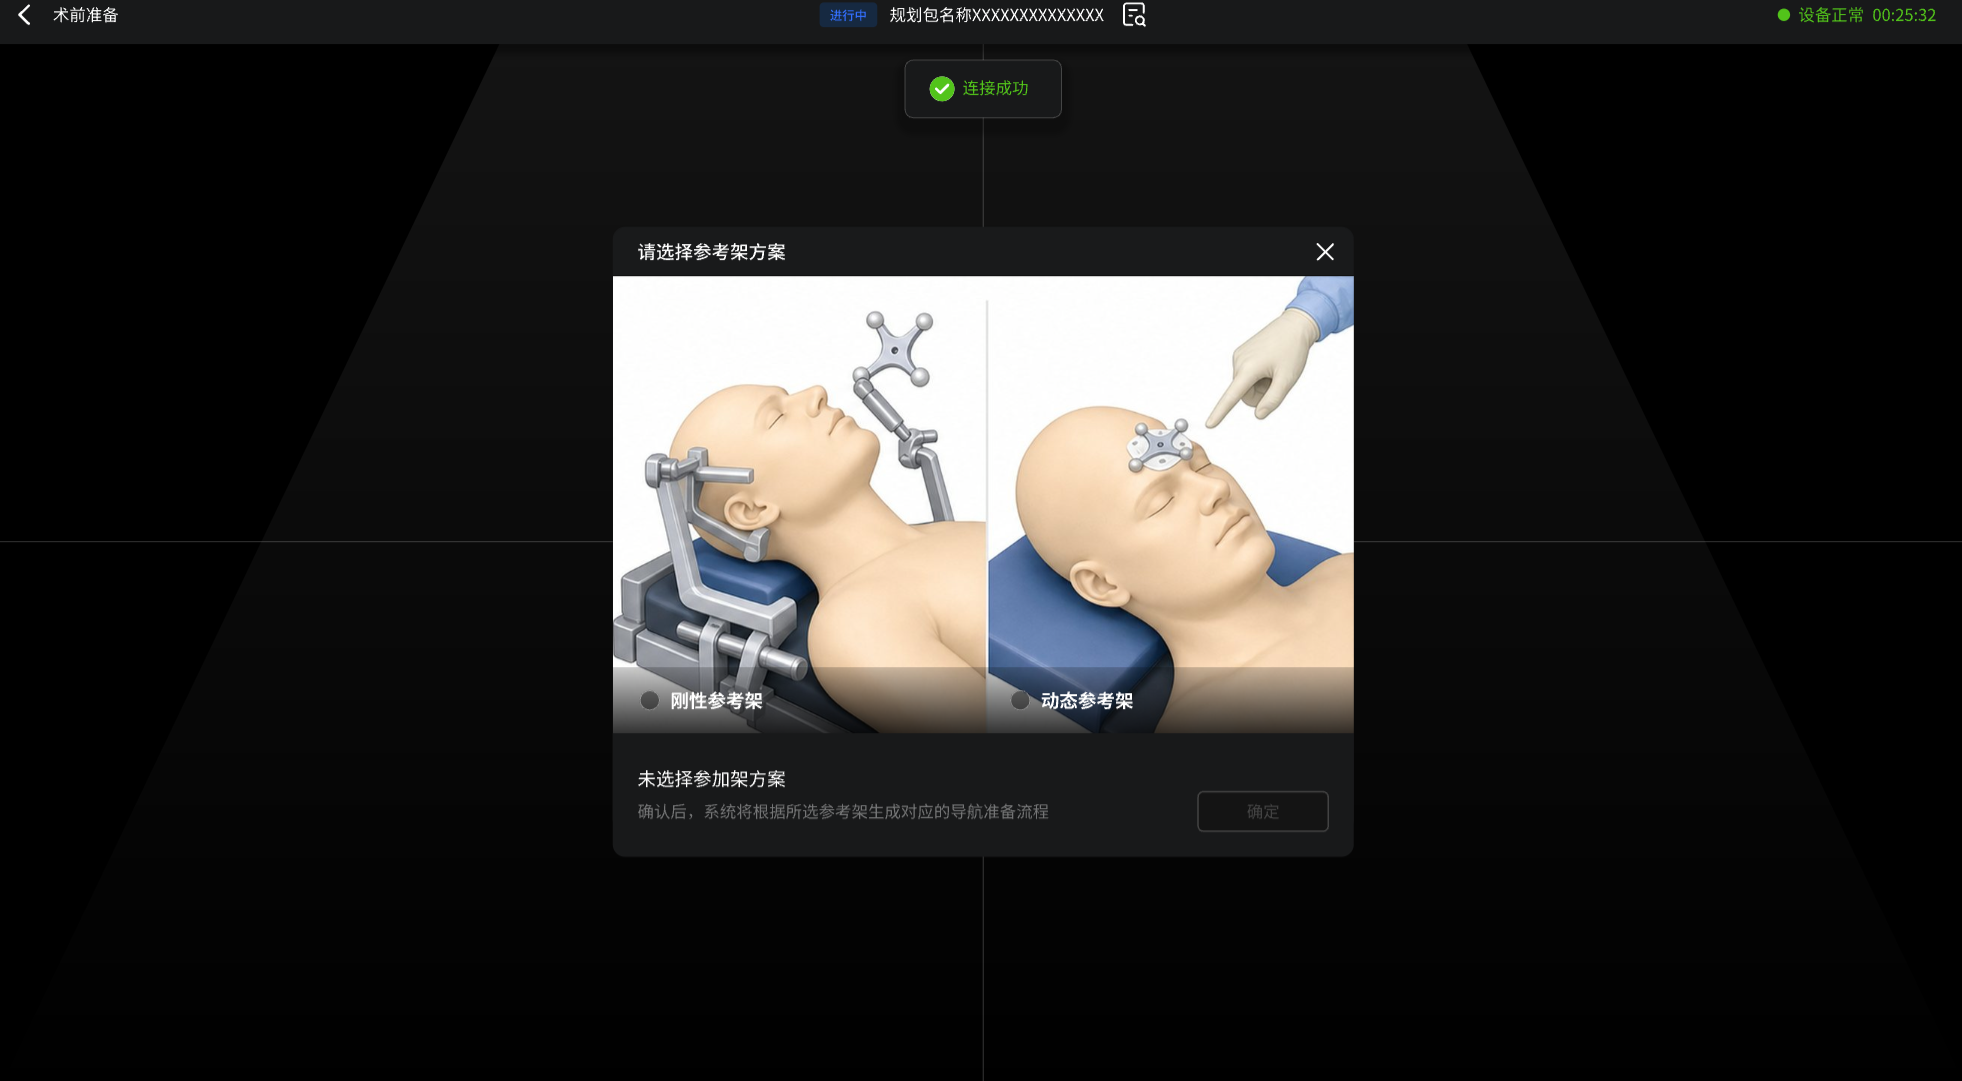 术前准备
进行中 规划包名称XXXXXXXXXXXXXX
设备正常 00:25:32
连接成功
请选择参考架方案
刚性参考架
动态参考架
未选择参加架方案
确认后，系统将根据所选参考架生成对应的导航准备流程
确定